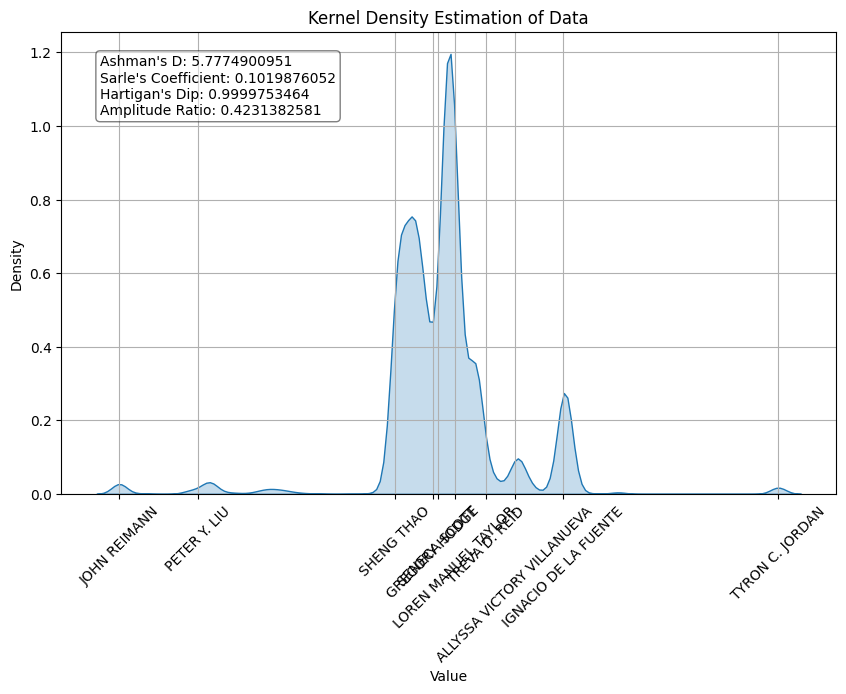 Kernel Density Estimation of Data
Ashman's D: 5.7774900951
Sarle's Coefficient: 0.1019876052
Hartigan's Dip: 0.9999753464
Amplitude Ratio: 0.4231382581
Density
1.2
1.0
0.8
0.6
0.4
0.2
0.0
JOHN REIMANN
PETER Y. LIU
SHENG THAO
HODGE
LOREN MANUEL TAYLOR
TREVA D. REID
ALLYSSA VICTORY VILLANUEVA
IGNACIO DE LA FUENTE
TYRON C. JORDAN
Value